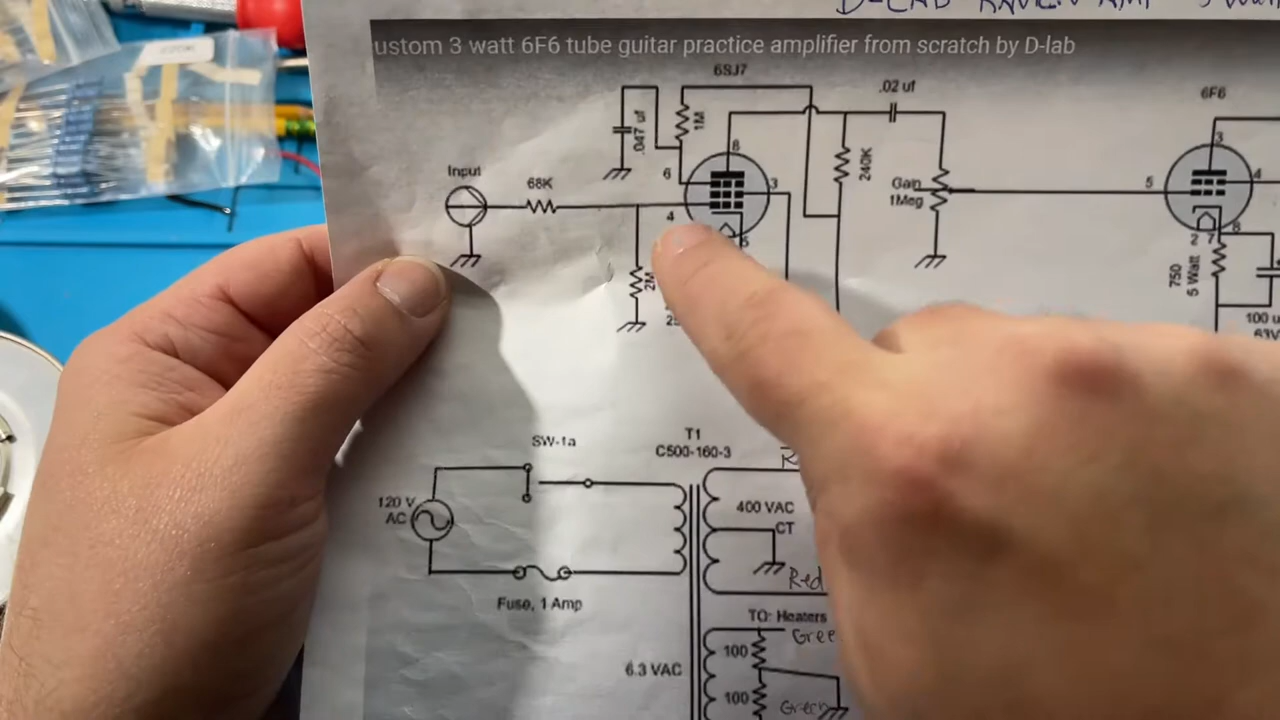 ustom 3 watt 6F6 tube guitar practice amplifier from scratch by D-lab
6SJ7
.02 uf
6F6
.047 uf
1M
8
3
Input
68K
6
240K
Gain
1Meg
5
4
4
3
5
2M
2 7
8
750
5 Watt
100 u
63V
SW-1a
T1
C500-160-3
120 V
AC
400 VAC
CT
Red
Fuse, 1 Amp
TO: Heaters
Gree
100
6.3 VAC
100
Green